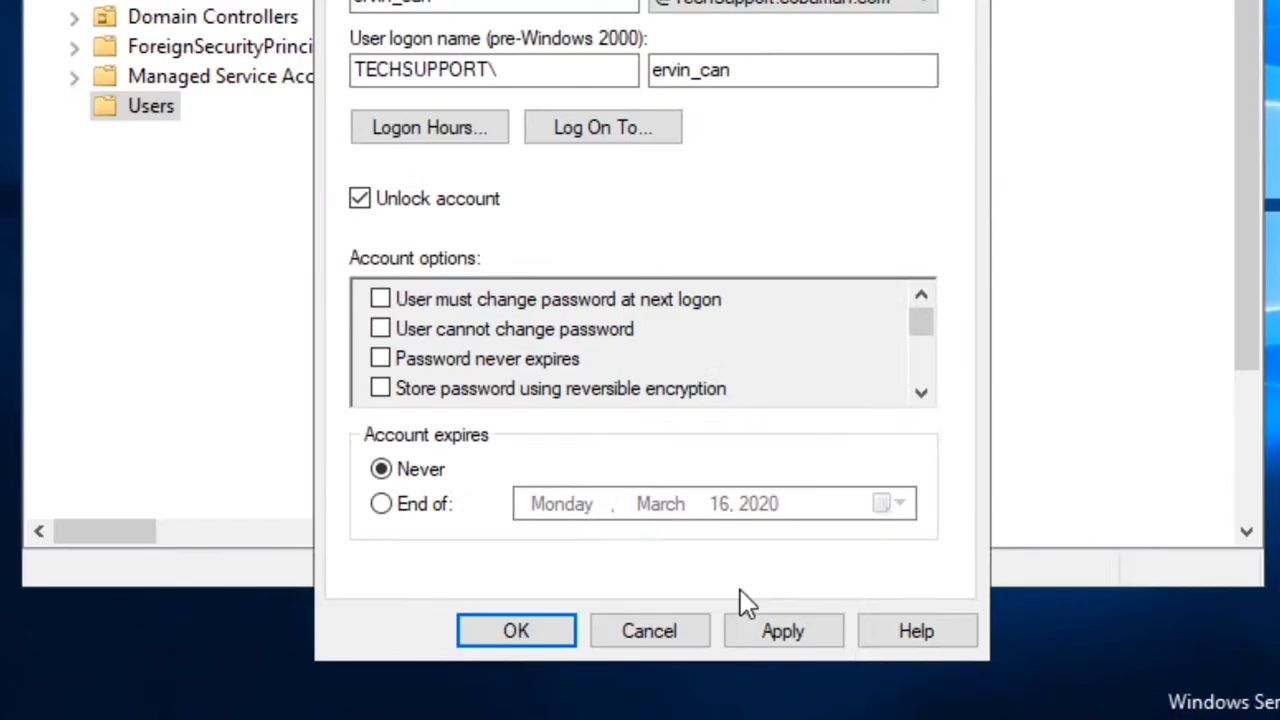 Domain Controllers
ForeignSecurityPrinci
Managed Service Acc
Users
User logon name (pre-Windows 2000):
TECHSUPPORT\ ervin_can
Logon Hours... Log On To...
Unlock account
Account options:
User must change password at next logon
User cannot change password
Password never expires
Store password using reversible encryption
Account expires
Never
End of: Monday , March 16, 2020
OK Cancel Apply Help
Windows Ser